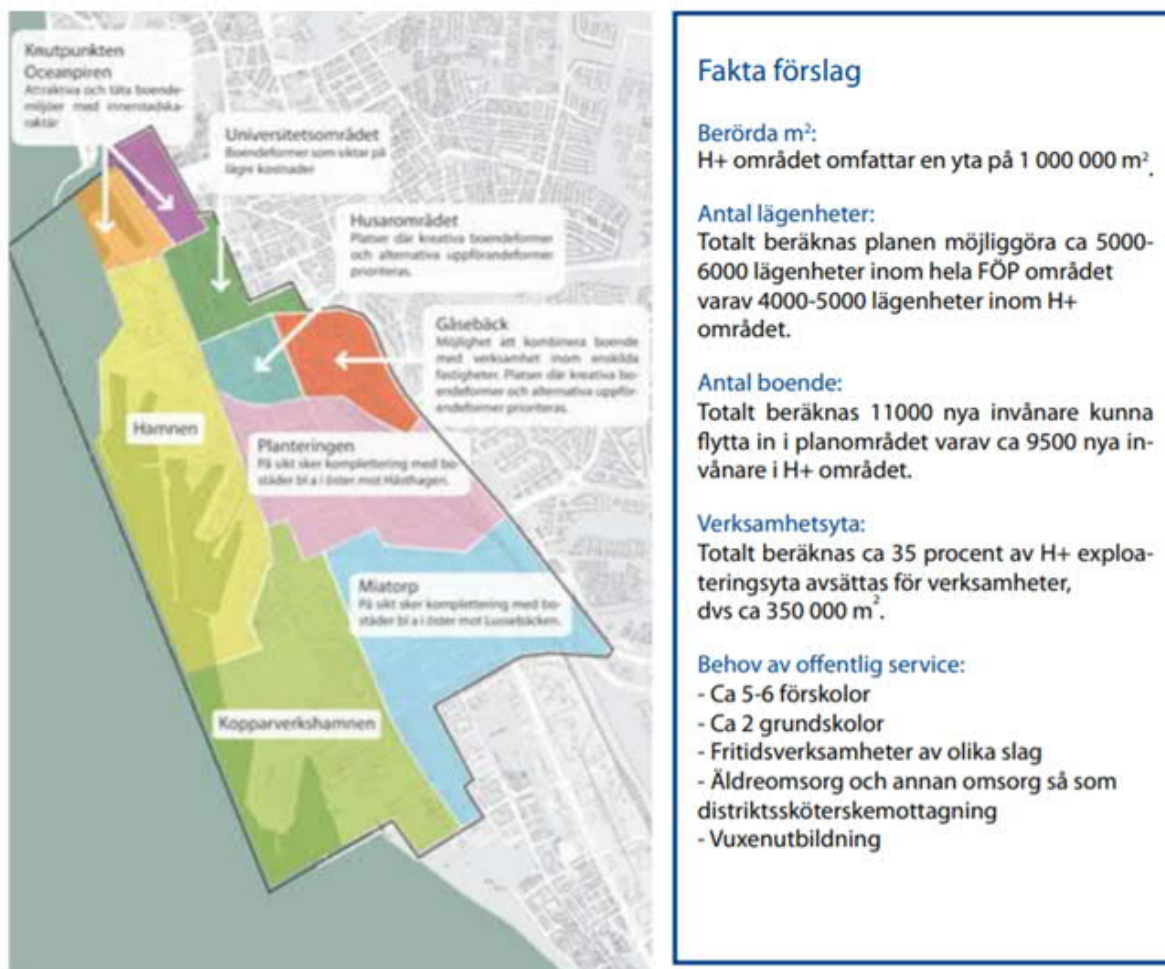 Knutpunkten
Oceanpiren
Attraktiva och täta boende-
miljöer med innerstadska-
raktär
Universitetsområdet
Boendeformer som siktar på
lägre kostnader
Husarområdet
Platser där kreativa boendeformer
och alternativa uppförandeformer
prioriteras.
Gåsebäck
Möjlighet att kombinera boende
med verksamhet inom enskilda
fastigheter. Platser där kreativa bo-
endeformer och alternativa uppför-
endeformer prioriteras.
Hamnen
Planteringen
På sikt sker komplettering med bo-
städer bl a i öster mot Hästhagen.
Miatorp
På sikt sker komplettering med bo-
städer bl a i öster mot Lussebäcken.
Kopparverkshamnen
Fakta förslag
Berörda m²:
H+ området omfattar en yta på 1 000 000 m².
Antal lägenheter:
Totalt beräknas planen möjliggöra ca 5000-
6000 lägenheter inom hela FÖP området
varav 4000-5000 lägenheter inom H+
området.
Antal boende:
Totalt beräknas 11000 nya invånare kunna
flytta in i planområdet varav ca 9500 nya in-
vånare i H+ området.
Verksamhetsyta:
Totalt beräknas ca 35 procent av H+ exploa-
teringsyta avsättas för verksamheter,
dvs ca 350 000 m².
Behov av offentlig service:
- Ca 5-6 förskolor
- Ca 2 grundskolor
- Fritidsverksamheter av olika slag
- Äldreomsorg och annan omsorg så som
distriktssköterskemottagning
- Vuxenutbildning